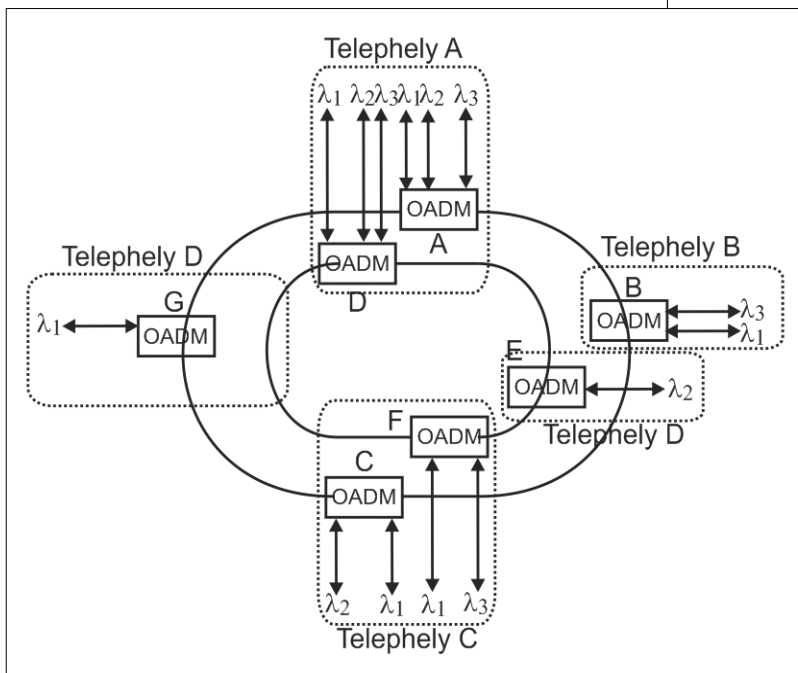 Telephely A
λ1 λ2 λ3 λ1 λ2 λ3
OADM
A
OADM
D
Telephely D
G
λ1
OADM
Telephely B
B
OADM
λ3
λ1
E
OADM
λ2
Telephely D
F
OADM
C
OADM
λ2 λ1 λ1 λ3
Telephely C